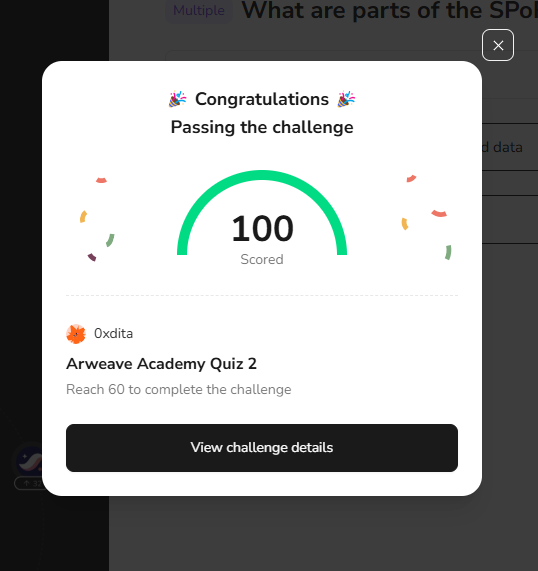 Multiple What are parts of the SPo
Congratulations
Passing the challenge
d data
100
Scored
0xdita
Arweave Academy Quiz 2
Reach 60 to complete the challenge
View challenge details